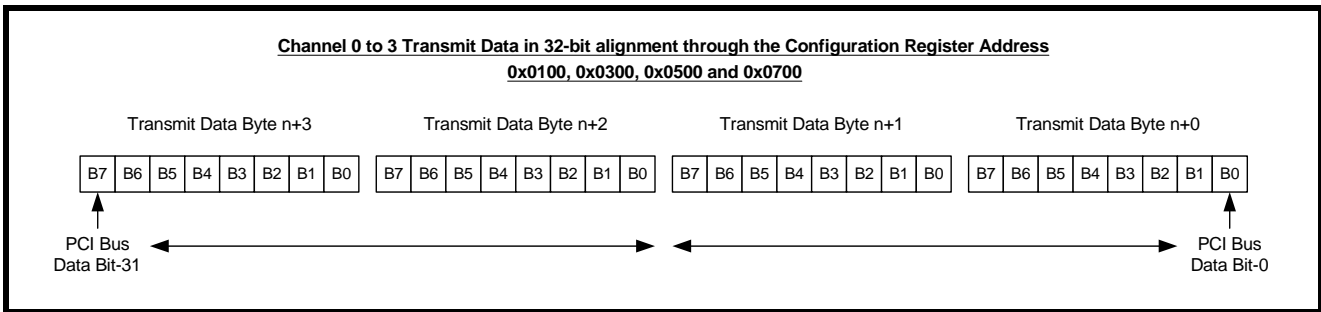 Channel 0 to 3 Transmit Data in 32-bit alignment through the Configuration Register Address
0x0100, 0x0300, 0x0500 and 0x0700
Transmit Data Byte n+3 Transmit Data Byte n+2 Transmit Data Byte n+1 Transmit Data Byte n+0
B7 B6 B5 B4 B3 B2 B1 B0 B7 B6 B5 B4 B3 B2 B1 B0 B7 B6 B5 B4 B3 B2 B1 B0 B7 B6 B5 B4 B3 B2 B1 B0
PCI Bus PCI Bus
Data Bit-31 Data Bit-0